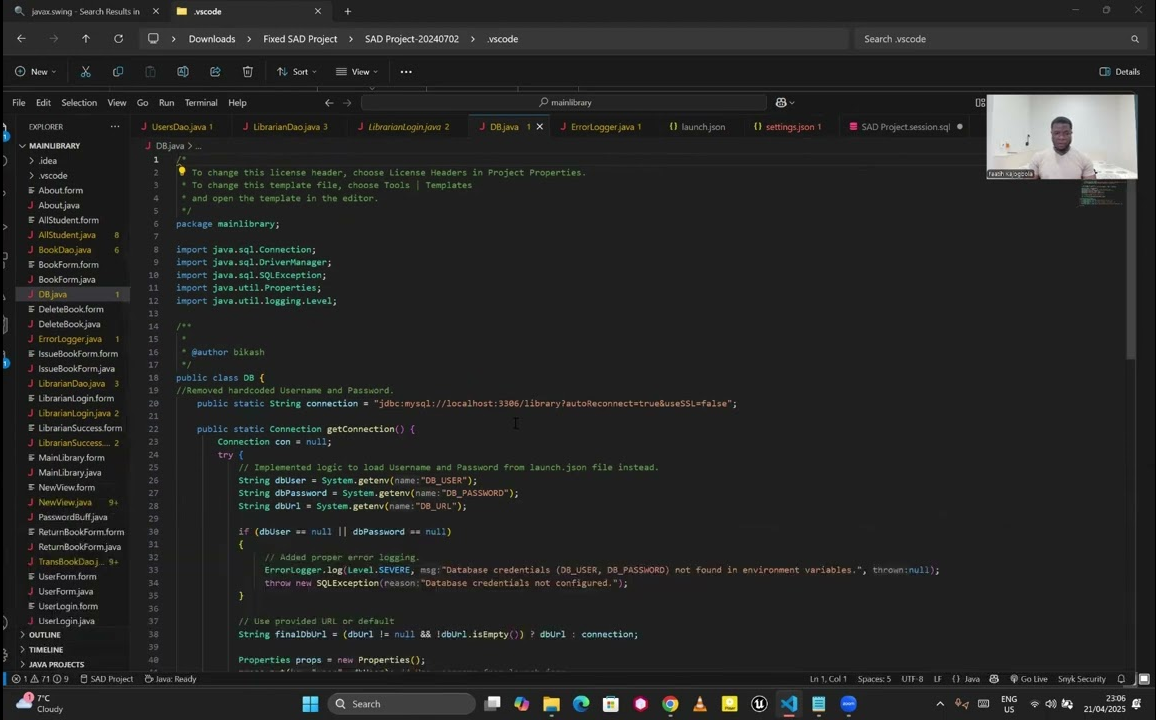 javax.swing - Search Results in
.vscode
Downloads > Fixed SAD Project > SAD Project-20240702 > .vscode
Search .vscode
New
Sort
View
Details
File Edit Selection View Go Run Terminal Help
mainlibrary
EXPLORER
UsersDao.java 1
LibrarianDao.java 3
LibrarianLogin.java 2
DB.java 1
ErrorLogger.java 1
launch.json
settings.json 1
SAD Project.session.sql
MAINLIBRARY
.idea
.vscode
About.form
About.java
AllStudent.form
AllStudent.java 8
BookDao.java 6
BookForm.form
BookForm.java
DB.java 1
DeleteBook.form
DeleteBook.java
ErrorLogger.java 1
IssueBookForm.form
IssueBookForm.java
LibrarianDao.java 3
LibrarianLogin.form
LibrarianLogin.java 2
LibrarianSuccess.form
LibrarianSuccess.... 2
MainLibrary.form
MainLibrary.java
NewView.form
NewView.java 9+
PasswordBuff.java
ReturnBookForm.form
ReturnBookForm.java
TransBookDao.j... 9+
UserForm.form
UserForm.java
UserLogin.form
UserLogin.java
OUTLINE
TIMELINE
JAVA PROJECTS
DB.java > ...
1 /*
2 * To change this license header, choose License Headers in Project Properties.
3 * To change this template file, choose Tools | Templates
4 * and open the template in the editor.
5 */
6 package mainlibrary;
7
8 import java.sql.Connection;
9 import java.sql.DriverManager;
10 import java.sql.SQLException;
11 import java.util.Properties;
12 import java.util.logging.Level;
13
14 /**
15 *
16 * @author bikash
17 */
18 public class DB {
19 //Removed hardcoded Username and Password.
20 public static String connection = "jdbc:mysql://localhost:3306/library?autoReconnect=true&useSSL=false";
21
22 public static Connection getConnection() {
23 Connection con = null;
24 try {
25 // Implemented logic to load Username and Password from launch.json file instead.
26 String dbUser = System.getenv(name:"DB_USER");
27 String dbPassword = System.getenv(name:"DB_PASSWORD");
28 String dbUrl = System.getenv(name:"DB_URL");
29
30 if (dbUser == null || dbPassword == null)
31 {
32 // Added proper error logging.
33 ErrorLogger.log(Level.SEVERE, msg:"Database credentials (DB_USER, DB_PASSWORD) not found in environment variables.", thrown:null);
34 throw new SQLException(reason:"Database credentials not configured.");
35 }
36
37 // Use provided URL or default
38 String finalDbUrl = (dbUrl != null && !dbUrl.isEmpty()) ? dbUrl : connection;
39
40 Properties props = new Properties();
1 71 9 SAD Project Java: Ready
Ln 1, Col 1 Spaces: 5 UTF-8 LF {} Java Go Live Snyk Security
7°C
Cloudy
Search
ENG
US
23:06
21/04/2025